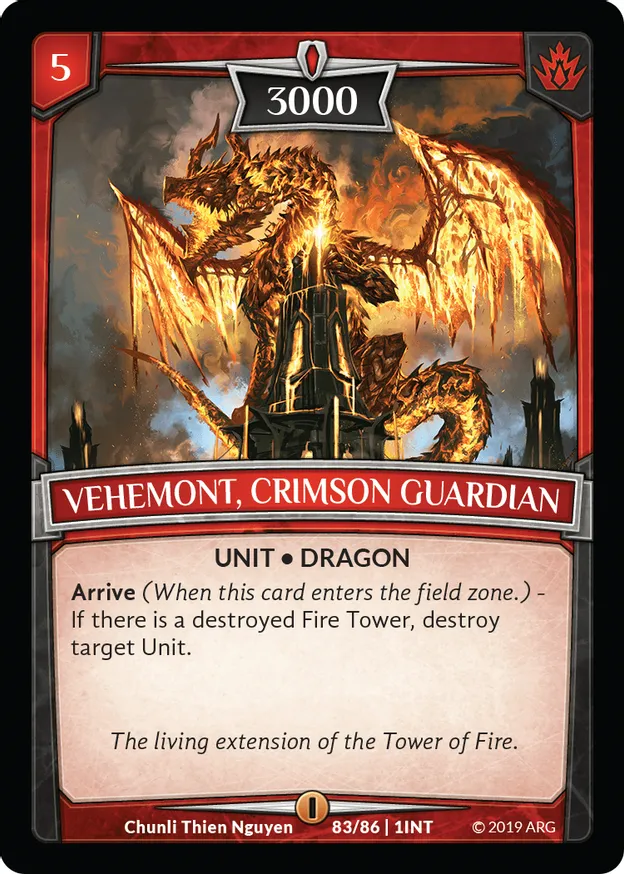 5
3000
VEHEMONT, CRIMSON GUARDIAN
UNIT • DRAGON
Arrive (When this card enters the field zone.) -
If there is a destroyed Fire Tower, destroy
target Unit.
The living extension of the Tower of Fire.
I
Chunli Thien Nguyen 83/86 | 1INT © 2019 ARG